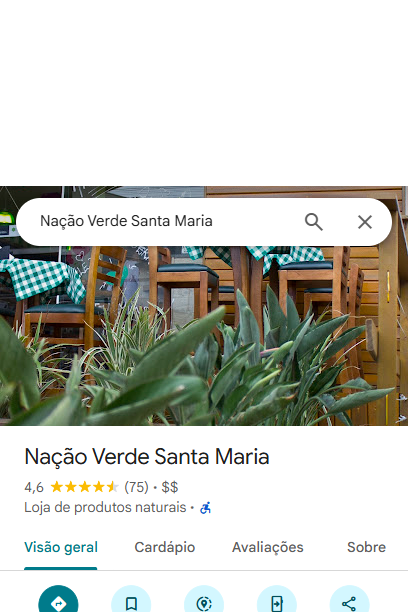 Nação Verde Santa Maria
Nação Verde Santa Maria
4,6 (75) · $$
Loja de produtos naturais ·
Visão geral Cardápio Avaliações Sobre